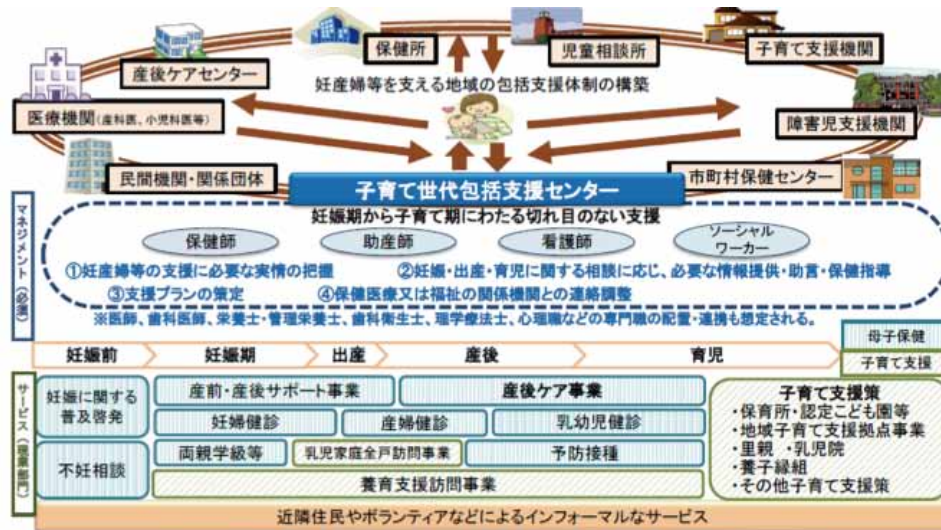 保健所
児童相談所
子育て支援機関
産後ケアセンター
妊産婦等を支える地域の包括支援体制の構築
医療機関(産科医、小児科医等)
障害児支援機関
民間機関・関係団体
子育て世代包括支援センター
市町村保健センター
妊娠期から子育て期にわたる切れ目のない支援
マネジメント(必須)
保健師
助産師
看護師
ソーシャル
ワーカー
①妊産婦等の支援に必要な実情の把握
②妊娠・出産・育児に関する相談に応じ、必要な情報提供・助言・保健指導
③支援プランの策定
④保健医療又は福祉の関係機関との連絡調整
※医師、歯科医師、栄養士・管理栄養士、歯科衛生士、理学療法士、心理職などの専門職の配置・連携も想定される。
母子保健
子育て支援
妊娠前
妊娠期
出産
産後
育児
サービス(現業部門)
妊娠に関する
普及啓発
産前・産後サポート事業
産後ケア事業
妊婦健診
産婦健診
乳幼児健診
不妊相談
両親学級等
乳児家庭全戸訪問事業
予防接種
養育支援訪問事業
子育て支援策
・保育所・認定こども園等
・地域子育て支援拠点事業
・里親 ・乳児院
・養子縁組
・その他子育て支援策
近隣住民やボランティアなどによるインフォーマルなサービス